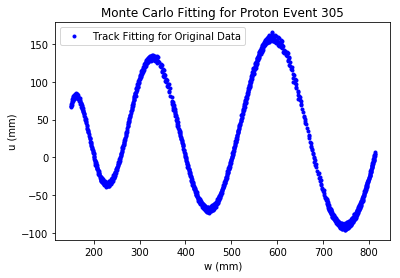 Monte Carlo Fitting for Proton Event 305
Track Fitting for Original Data
150
100
50
0
−50
−100
u (mm)
200 300 400 500 600 700 800
w (mm)